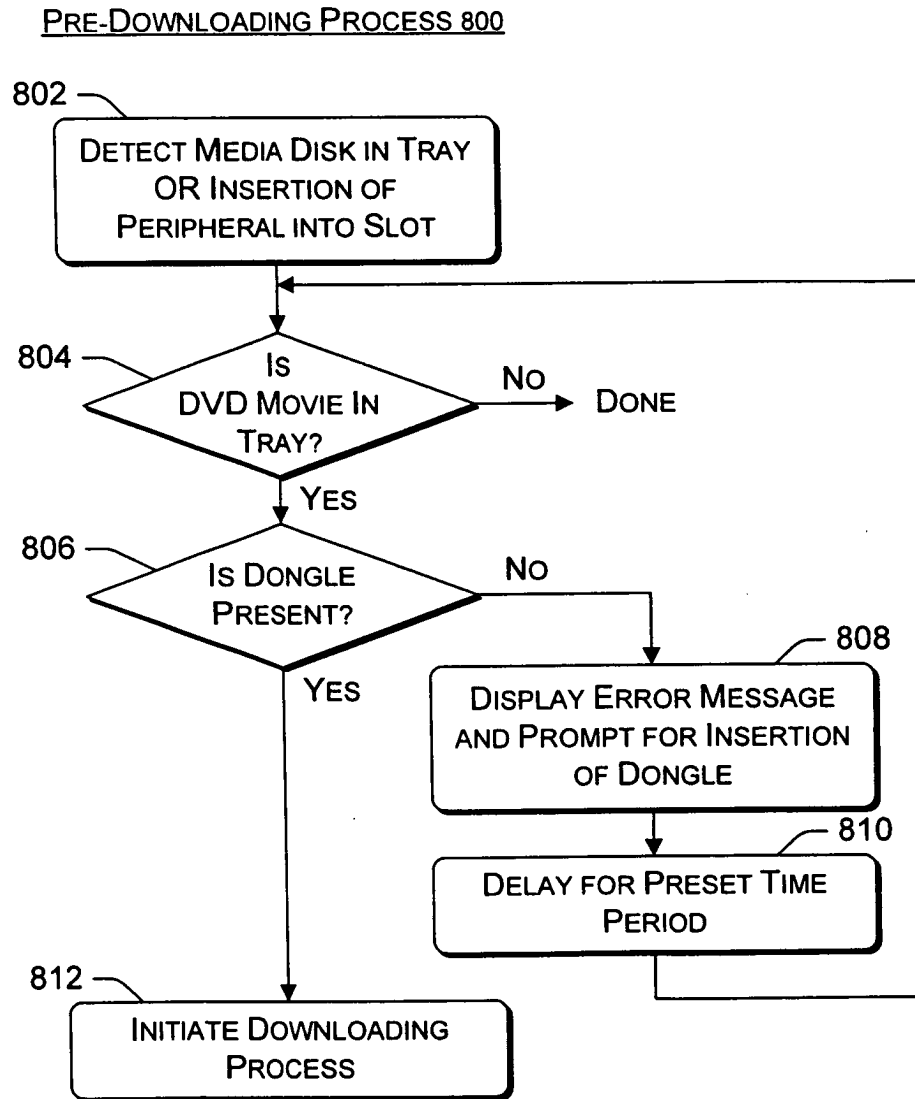 PRE-DOWNLOADING PROCESS 800
802
DETECT MEDIA DISK IN TRAY
OR INSERTION OF
PERIPHERAL INTO SLOT
804
IS
DVD MOVIE IN
TRAY?
NO
DONE
YES
806
IS DONGLE
PRESENT?
NO
YES
808
DISPLAY ERROR MESSAGE
AND PROMPT FOR INSERTION
OF DONGLE
810
DELAY FOR PRESET TIME
PERIOD
812
INITIATE DOWNLOADING
PROCESS